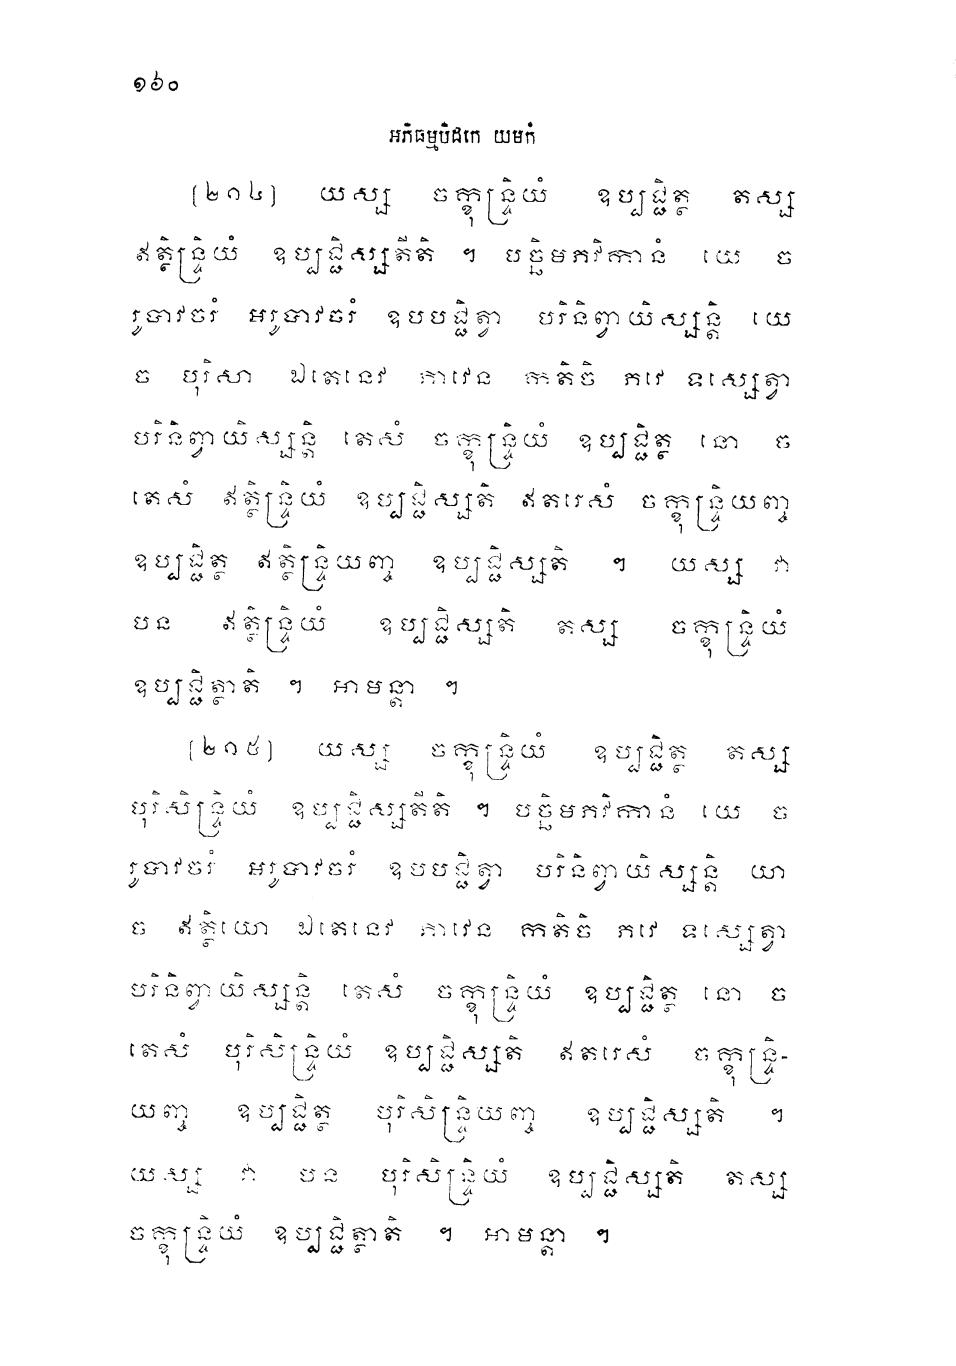 ១៦០
អភិធម្មបិដកេ យមកំ
[២១៤] យស្ស ចក្ខុន្ទ្រិយំ ឧប្បជ្ជិត្ថ តស្ស
ឥត្ថិន្ទ្រិយំ ឧប្បជ្ជិស្សតីតិ ។ បច្ឆិមភវិកានំ យេ ច
រូបាវចរំ អរូបាវចរំ ឧបបជ្ជិត្វា បរិនិព្វាយិស្សន្តិ យេ
ច បុរិសា ឯតេនេវ ភាវេន កតិចិ ភវេ ទស្សេត្វា
បរិនិព្វាយិស្សន្តិ តេសំ ចក្ខុន្ទ្រិយំ ឧប្បជ្ជិត្ថ នោ ច
តេសំ ឥត្ថិន្ទ្រិយំ ឧប្បជ្ជិស្សតិ ឥតរេសំ ចក្ខុន្ទ្រិយញ្ច
ឧប្បជ្ជិត្ថ ឥត្ថិន្ទ្រិយញ្ច ឧប្បជ្ជិស្សតិ ។ យស្ស វា
បន ឥត្ថិន្ទ្រិយំ ឧប្បជ្ជិស្សតិ តស្ស ចក្ខុន្ទ្រិយំ
ឧប្បជ្ជិត្ថាតិ ។ អាមន្តា ។
[២១៥] យស្ស ចក្ខុន្ទ្រិយំ ឧប្បជ្ជិត្ថ តស្ស
បុរិសិន្ទ្រិយំ ឧប្បជ្ជិស្សតីតិ ។ បច្ឆិមភវិកានំ យេ ច
រូបាវចរំ អរូបាវចរំ ឧបបជ្ជិត្វា បរិនិព្វាយិស្សន្តិ យា
ច ឥត្ថិយោ ឯតេនេវ ភាវេន កតិចិ ភវេ ទស្សេត្វា
បរិនិព្វាយិស្សន្តិ តេសំ ចក្ខុន្ទ្រិយំ ឧប្បជ្ជិត្ថ នោ ច
តេសំ បុរិសិន្ទ្រិយំ ឧប្បជ្ជិស្សតិ ឥតរេសំ ចក្ខុន្ទ្រិ-
យញ្ច ឧប្បជ្ជិត្ថ បុរិសិន្ទ្រិយញ្ច ឧប្បជ្ជិស្សតិ ។
យស្ស វា បន បុរិសិន្ទ្រិយំ ឧប្បជ្ជិស្សតិ តស្ស
ចក្ខុន្ទ្រិយំ ឧប្បជ្ជិត្ថាតិ ។ អាមន្តា ។